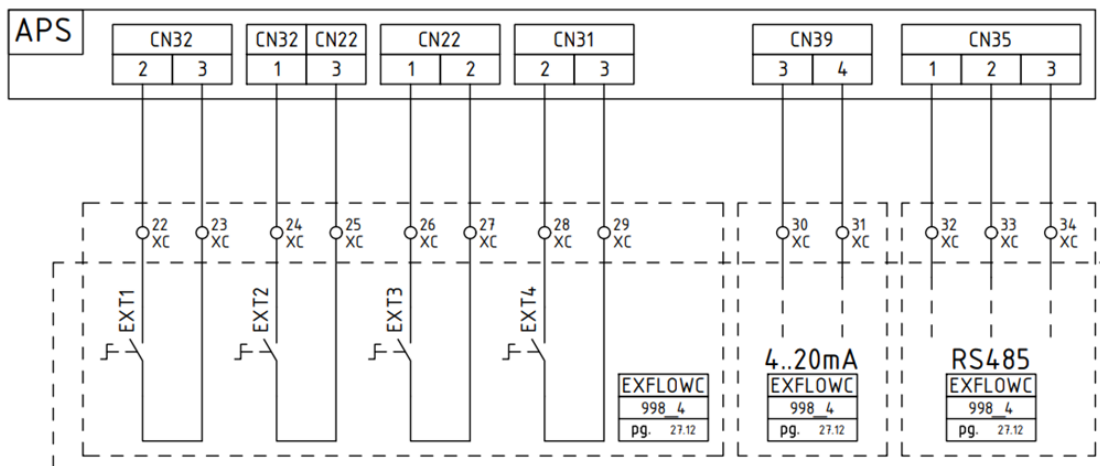 APS
CN32 CN32 CN22 CN22 CN31 CN39 CN35
2 3 1 3 1 2 2 3 3 4 1 2 3
22 23 24 25 26 27 28 29 30 31 32 33 34
XC XC XC XC XC XC XC XC XC XC XC XC XC
EXT1 EXT2 EXT3 EXT4
4..20mA RS485
EXFLOWC EXFLOWC EXFLOWC
998_4 998_4 998_4
pg. 27.12 pg. 27.12 pg. 27.12